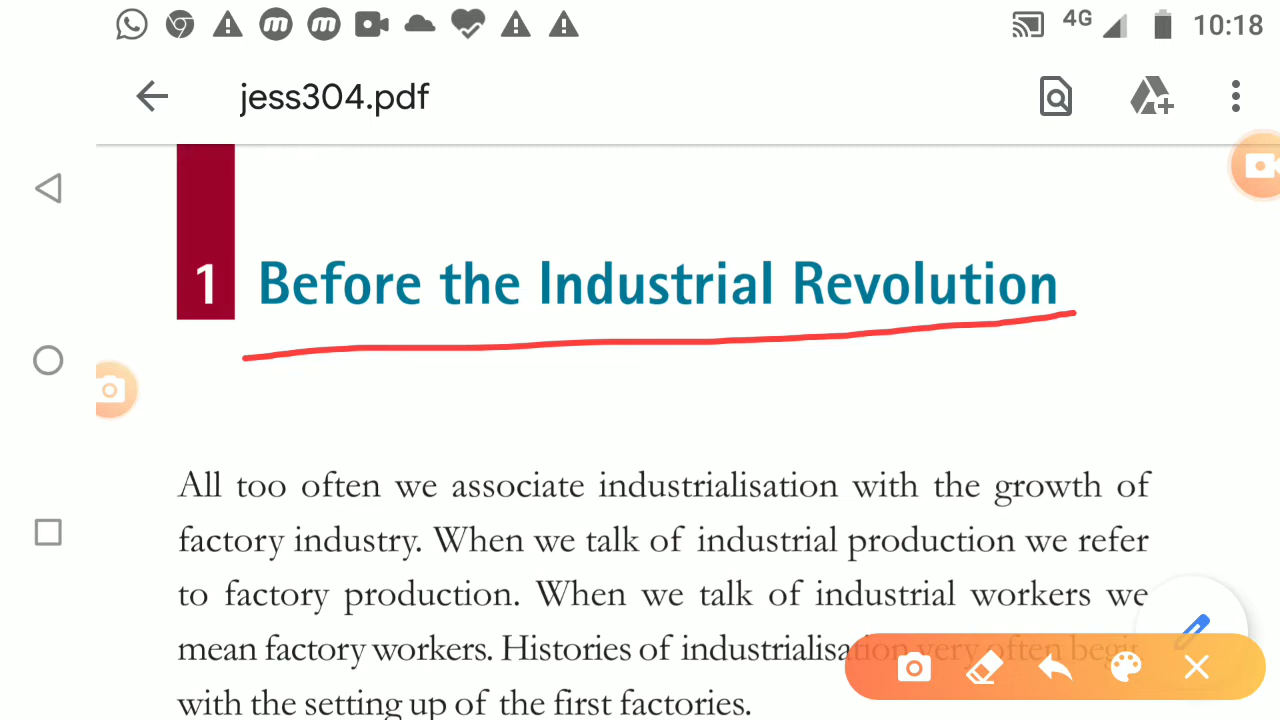 4G 10:18
jess304.pdf
1 Before the Industrial Revolution
All too often we associate industrialisation with the growth of
factory industry. When we talk of industrial production we refer
to factory production. When we talk of industrial workers we
mean factory workers. Histories of industrialisation very often begin
with the setting up of the first factories.